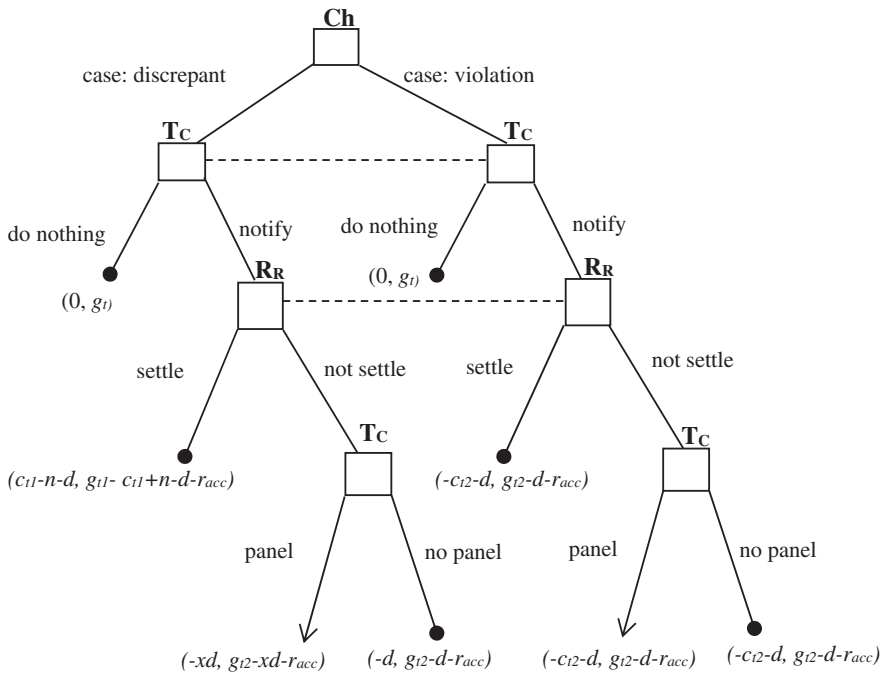 Ch
case: discrepant case: violation
Tc Tc
do nothing notify do nothing notify
(0, gt) (0, gt)
RR RR
settle not settle settle not settle
Tc Tc
(ct1-n-d, gt1- ct1+n-d-racc) (-ct2-d, gt2-d-racc)
panel no panel panel no panel
(-xd, gt2-xd-racc) (-d, gt2-d-racc) (-ct2-d, gt2-d-racc) (-ct2-d, gt2-d-racc)